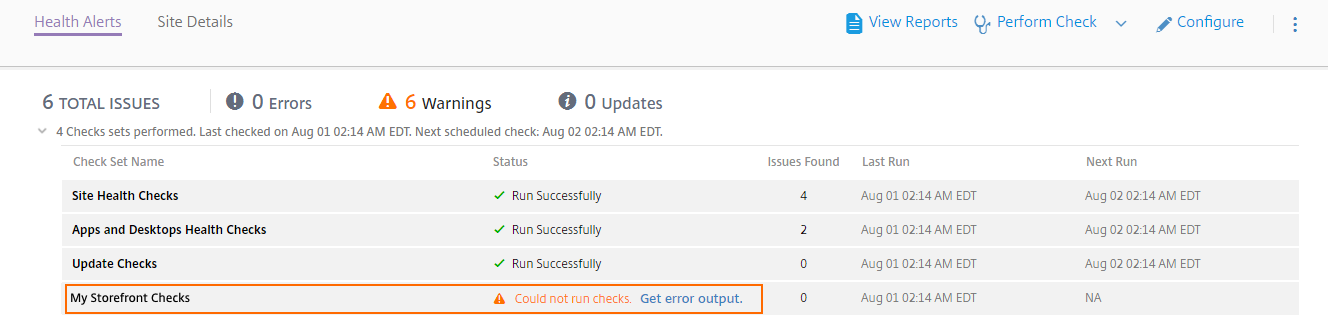 Health Alerts Site Details View Reports Perform Check Configure
6 TOTAL ISSUES 0 Errors 6 Warnings 0 Updates
4 Checks sets performed. Last checked on Aug 01 02:14 AM EDT. Next scheduled check: Aug 02 02:14 AM EDT.
Check Set Name Status Issues Found Last Run Next Run
Site Health Checks Run Successfully 4 Aug 01 02:14 AM EDT Aug 02 02:14 AM EDT
Apps and Desktops Health Checks Run Successfully 2 Aug 01 02:14 AM EDT Aug 02 02:14 AM EDT
Update Checks Run Successfully 0 Aug 01 02:14 AM EDT Aug 02 02:14 AM EDT
My Storefront Checks Could not run checks. Get error output. 0 Aug 01 02:14 AM EDT NA